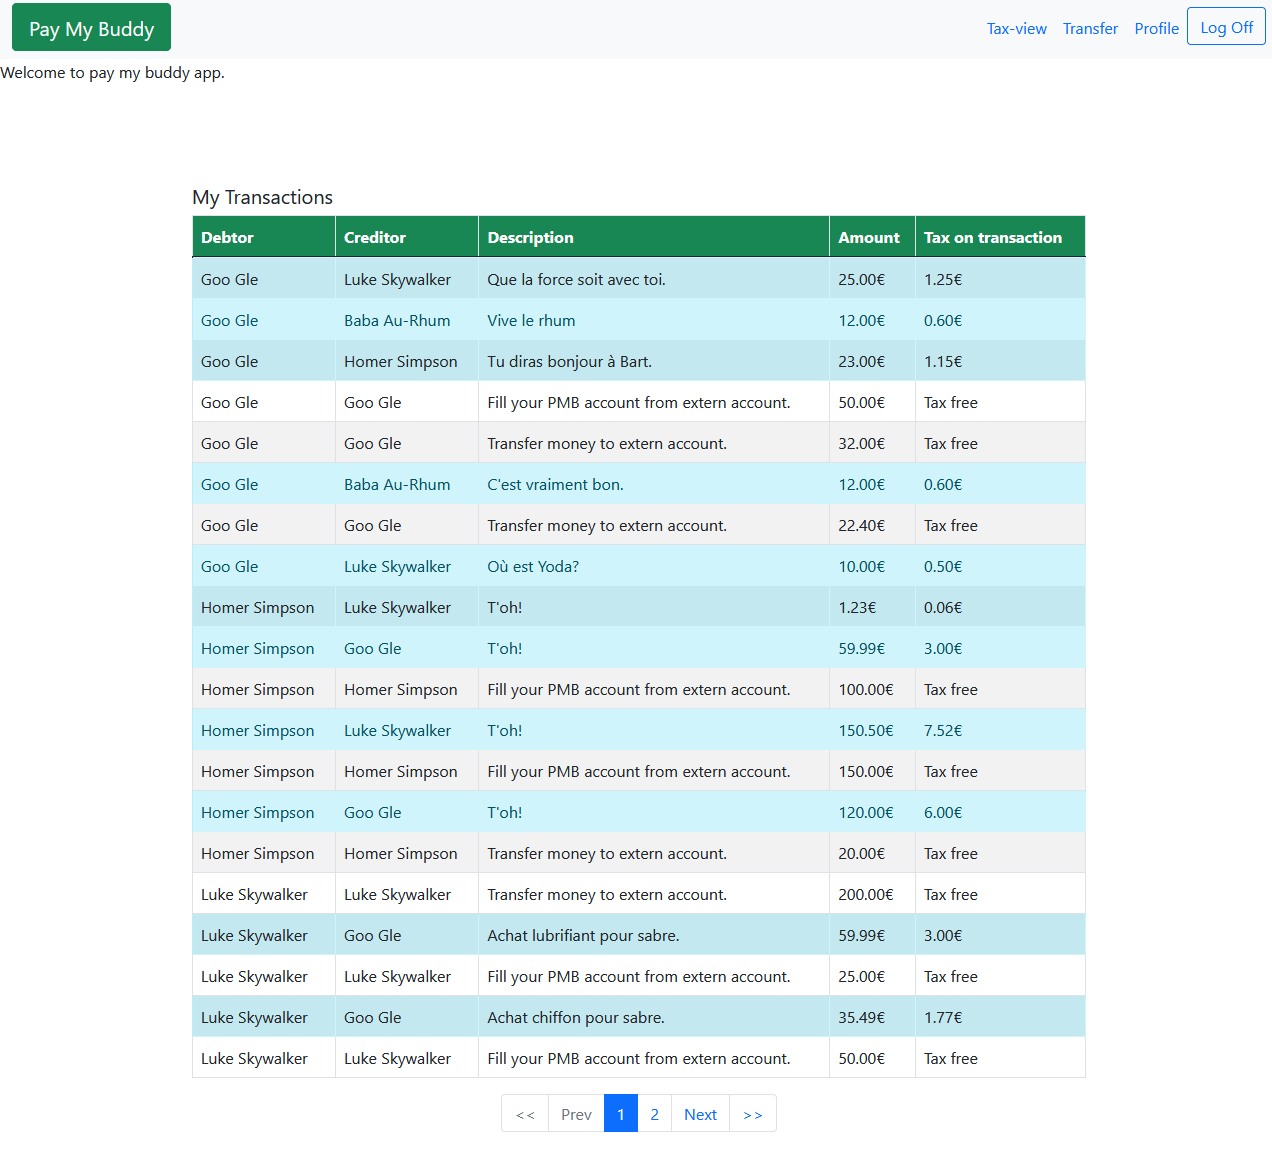 Pay My Buddy Tax-view Transfer Profile Log Off
Welcome to pay my buddy app.
My Transactions
Debtor Creditor Description Amount Tax on transaction
Goo Gle Luke Skywalker Que la force soit avec toi. 25.00€ 1.25€
Goo Gle Baba Au-Rhum Vive le rhum 12.00€ 0.60€
Goo Gle Homer Simpson Tu diras bonjour à Bart. 23.00€ 1.15€
Goo Gle Goo Gle Fill your PMB account from extern account. 50.00€ Tax free
Goo Gle Goo Gle Transfer money to extern account. 32.00€ Tax free
Goo Gle Baba Au-Rhum C'est vraiment bon. 12.00€ 0.60€
Goo Gle Goo Gle Transfer money to extern account. 22.40€ Tax free
Goo Gle Luke Skywalker Où est Yoda? 10.00€ 0.50€
Homer Simpson Luke Skywalker T'oh! 1.23€ 0.06€
Homer Simpson Goo Gle T'oh! 59.99€ 3.00€
Homer Simpson Homer Simpson Fill your PMB account from extern account. 100.00€ Tax free
Homer Simpson Luke Skywalker T'oh! 150.50€ 7.52€
Homer Simpson Homer Simpson Fill your PMB account from extern account. 150.00€ Tax free
Homer Simpson Goo Gle T'oh! 120.00€ 6.00€
Homer Simpson Homer Simpson Transfer money to extern account. 20.00€ Tax free
Luke Skywalker Luke Skywalker Transfer money to extern account. 200.00€ Tax free
Luke Skywalker Goo Gle Achat lubrifiant pour sabre. 59.99€ 3.00€
Luke Skywalker Luke Skywalker Fill your PMB account from extern account. 25.00€ Tax free
Luke Skywalker Goo Gle Achat chiffon pour sabre. 35.49€ 1.77€
Luke Skywalker Luke Skywalker Fill your PMB account from extern account. 50.00€ Tax free
<< Prev 1 2 Next >>